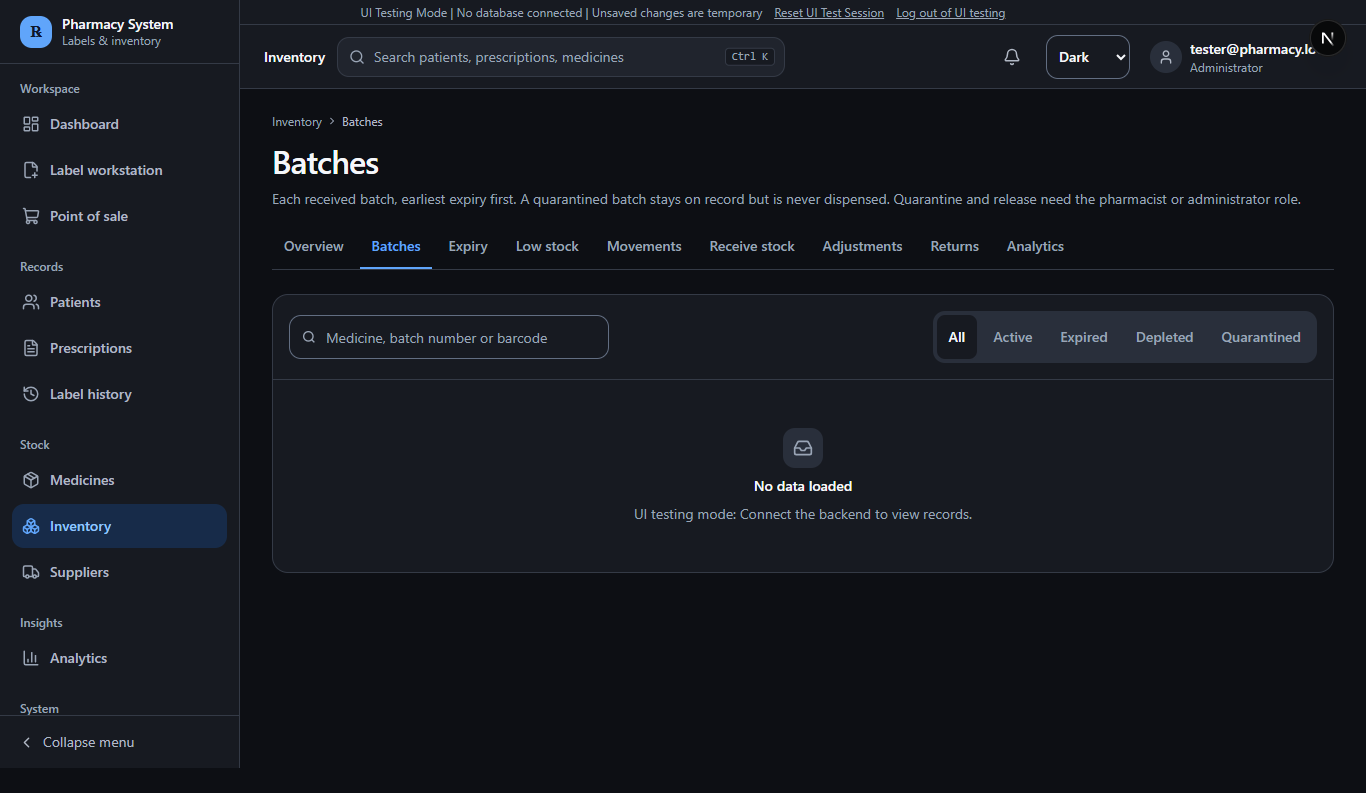 ℞
Pharmacy System
Labels & inventory
Workspace
Dashboard
Label workstation
Point of sale
Records
Patients
Prescriptions
Label history
Stock
Medicines
Inventory
Suppliers
Insights
Analytics
System
Collapse menu
UI Testing Mode | No database connected | Unsaved changes are temporary Reset UI Test Session Log out of UI testing
Inventory
Search patients, prescriptions, medicines Ctrl K
Dark
tester@pharmacy.lo
Administrator
N
Inventory > Batches
Batches
Each received batch, earliest expiry first. A quarantined batch stays on record but is never dispensed. Quarantine and release need the pharmacist or administrator role.
Overview Batches Expiry Low stock Movements Receive stock Adjustments Returns Analytics
Medicine, batch number or barcode
All Active Expired Depleted Quarantined
No data loaded
UI testing mode: Connect the backend to view records.